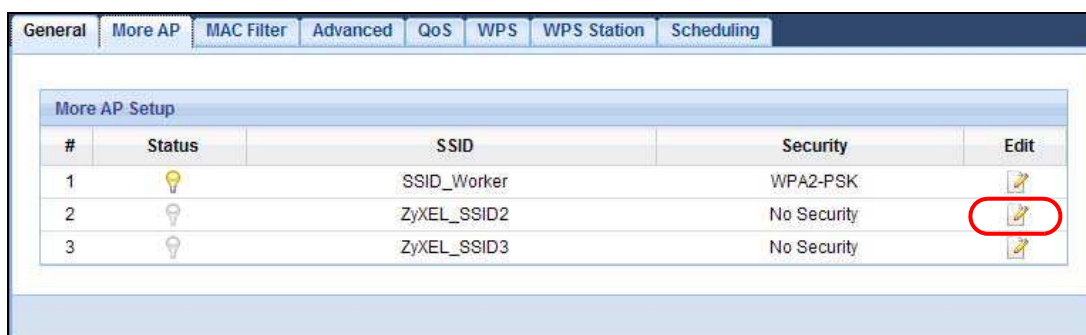 General More AP MAC Filter Advanced QoS WPS WPS Station Scheduling
More AP Setup
# Status SSID Security Edit
1 SSID_Worker WPA2-PSK
2 ZyXEL_SSID2 No Security
3 ZyXEL_SSID3 No Security